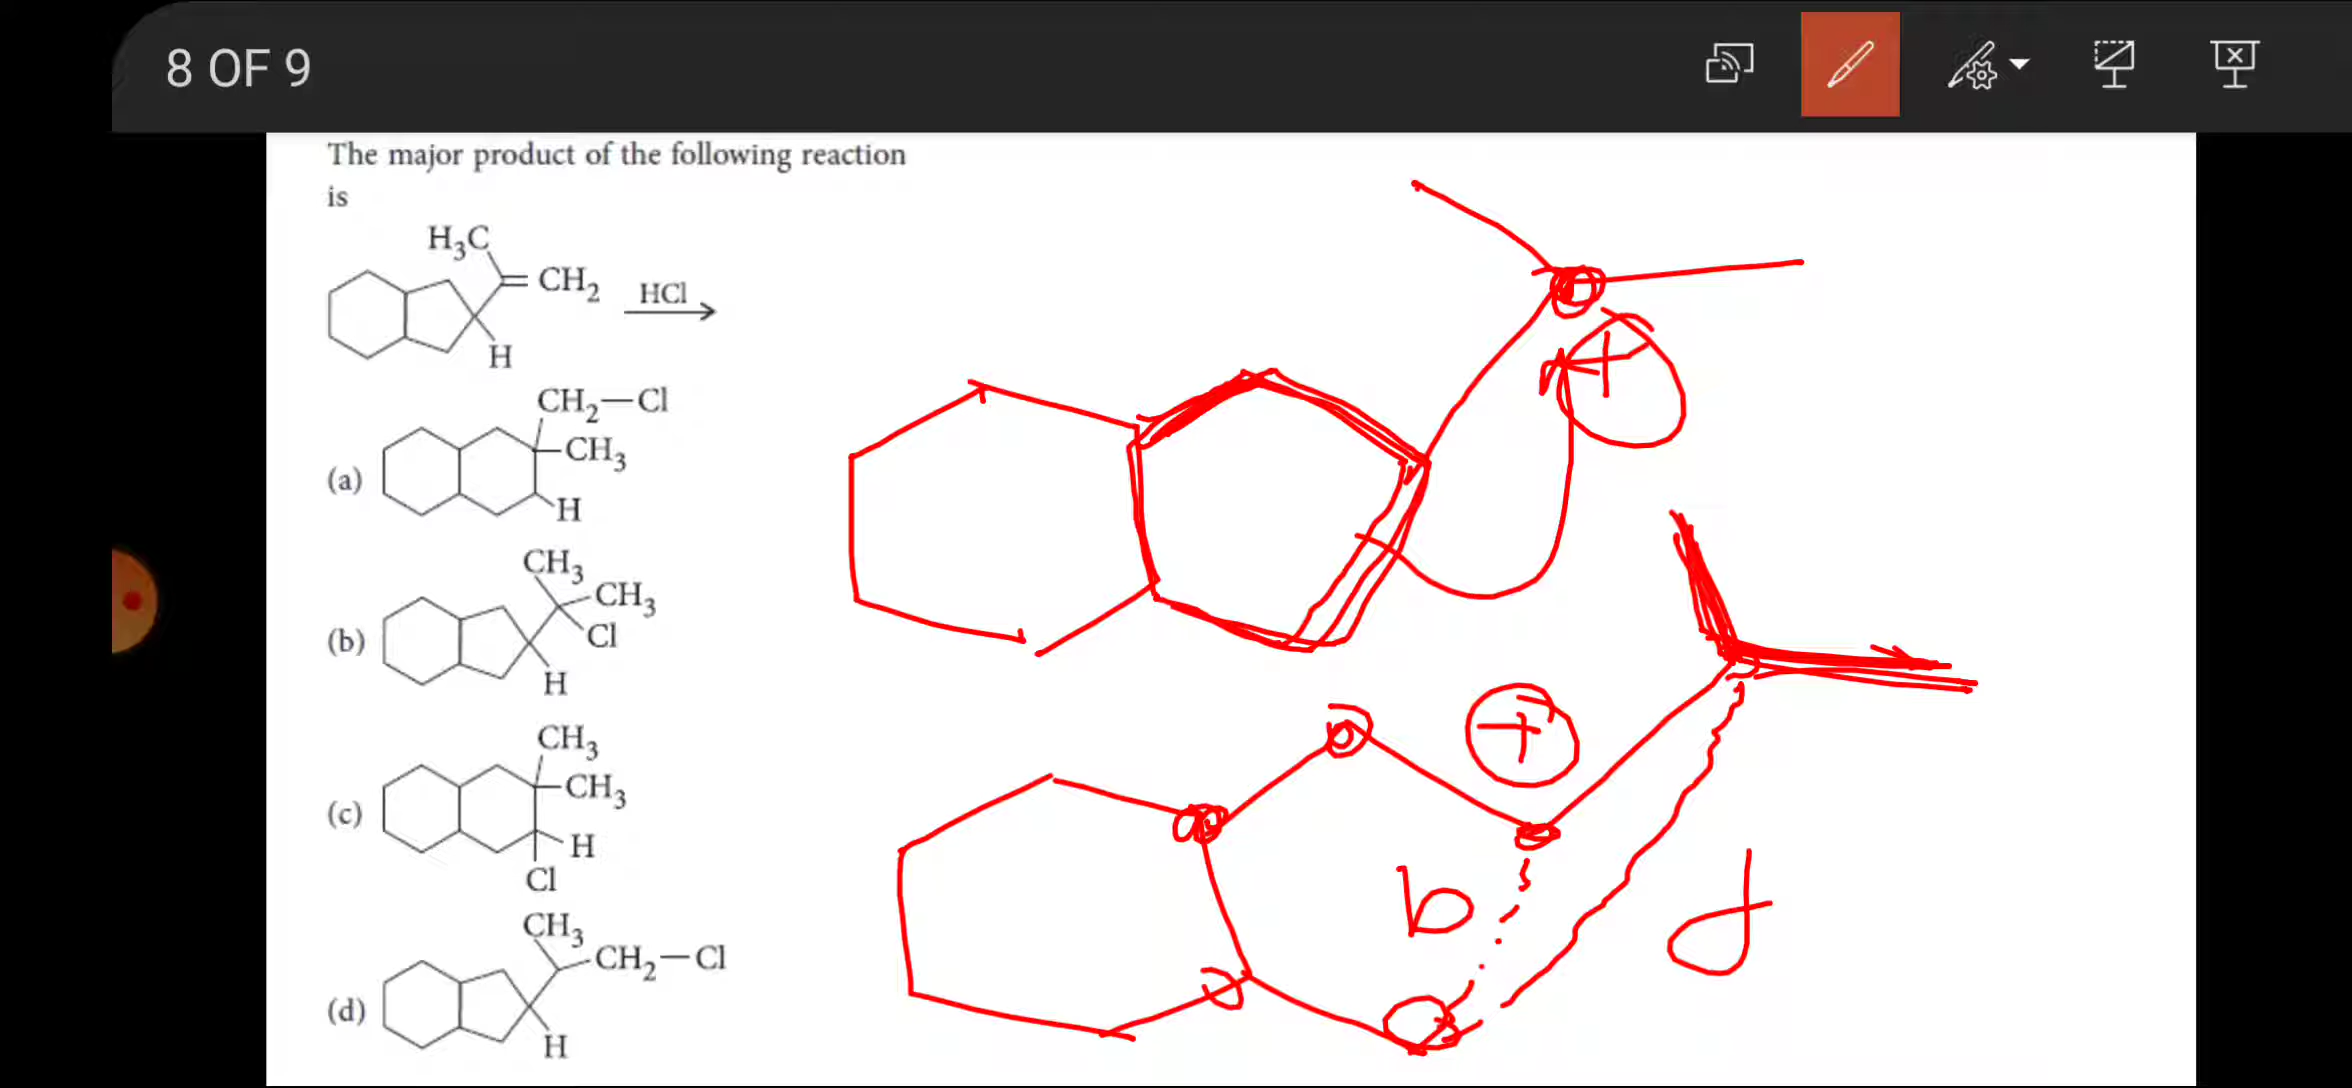 8 OF 9
The major product of the following reaction
is
H₃C
CH₂
HCl
H
CH₂—Cl
CH₃
(a)
H
CH₃
CH₃
(b)
Cl
H
CH₃
CH₃
(c)
H
Cl
CH₃
CH₂—Cl
(d)
H
+
+
b